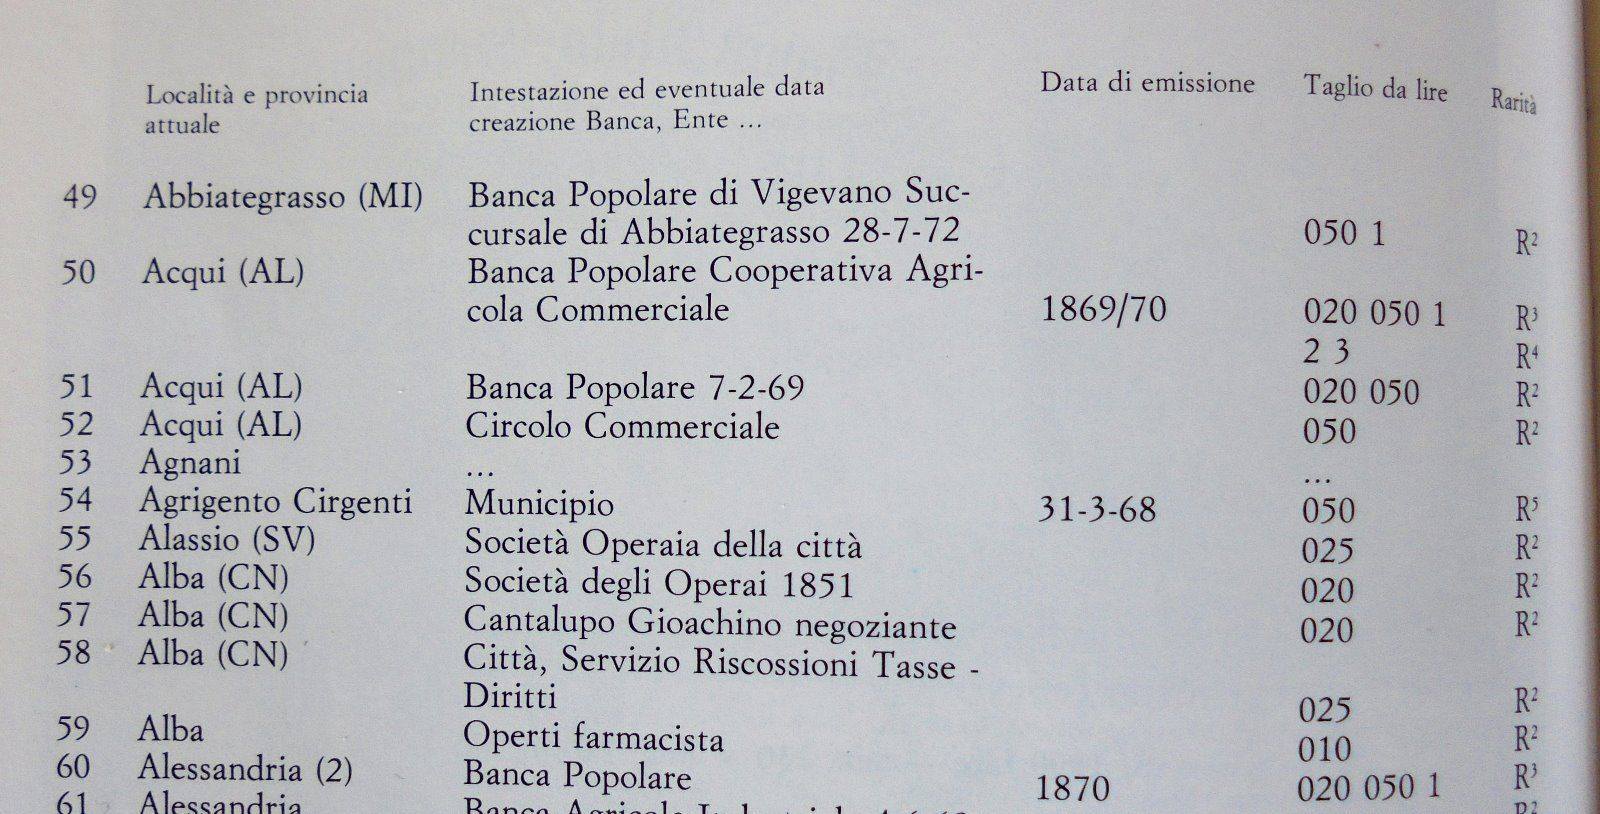 Località e provincia attuale Intestazione ed eventuale data creazione Banca, Ente ... Data di emissione Taglio da lire Rarità
49 Abbiategrasso (MI) Banca Popolare di Vigevano Suc-
cursale di Abbiategrasso 28-7-72 050 1 R²
50 Acqui (AL) Banca Popolare Cooperativa Agri-
cola Commerciale 1869/70 020 050 1 R³
2 3 R⁴
51 Acqui (AL) Banca Popolare 7-2-69 020 050 R²
52 Acqui (AL) Circolo Commerciale 050 R²
53 Agnani ... ...
54 Agrigento Cirgenti Municipio 31-3-68 050 R⁵
55 Alassio (SV) Società Operaia della città 025 R²
56 Alba (CN) Società degli Operai 1851 020 R²
57 Alba (CN) Cantalupo Gioachino negoziante 020 R²
58 Alba (CN) Città, Servizio Riscossioni Tasse -
Diritti 025 R²
59 Alba Operti farmacista 010 R²
60 Alessandria (2) Banca Popolare 1870 020 050 1 R³
61 Alessandria Banca Agricola R²